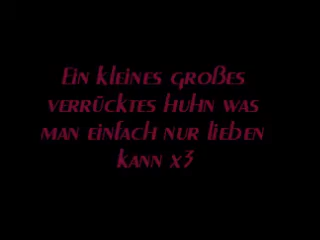 Ein kleines großes
verrücktes huhn was
man einfach nur lieben
kann x3